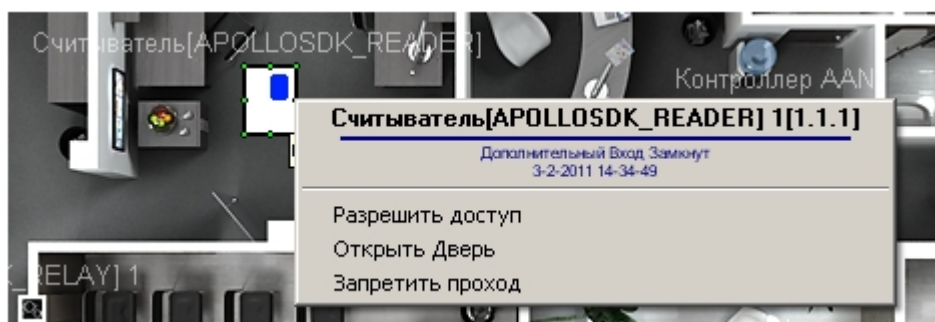 Считыватель[APOLLOSDK_READER]
Контроллер AAN
Считыватель[APOLLOSDK_READER] 1[1.1.1]
Дополнительный Вход Замкнут
3-2-2011 14-34-49
Разрешить доступ
Открыть Дверь
Запретить проход
_RELAY] 1